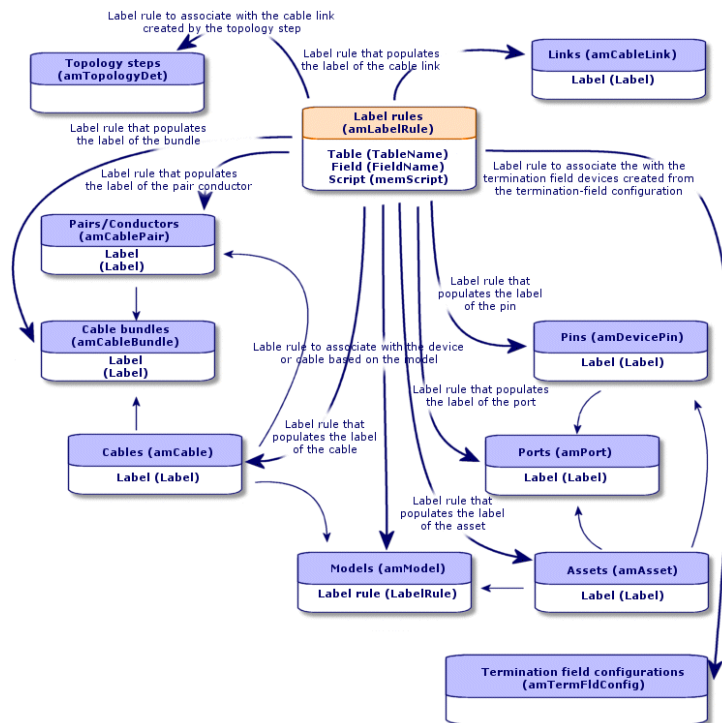 Label rule to associate with the cable link
created by the topology step
Topology steps
(amTopologyDet)
Label rule that populates
the label of the cable link
Links (amCableLink)
Label (Label)
Label rules
(amLabelRule)
Table (TableName)
Field (FieldName)
Script (memScript)
Lable rule that populates
the label of the bundle
Label rule that populates
the label of the pair conductor
Label rule to associate the with the
termination field devices created from
the termination-field configuration
Pairs/Conductors
(amCablePair)
Label
(Label)
Cable bundles
(amCableBundle)
Label
(Label)
Label rule that
populates the label
of the pin
Pins (amDevicePin)
Label (Label)
Lable rule to associate with the device
or cable based on the model
Label rule that populates
the label of the port
Label rule that
populates the label
of the cable
Cables (amCable)
Label (Label)
Ports (amPort)
Label (Label)
Label rule that
populates the label
of the asset
Models (amModel)
Label rule (LabelRule)
Assets (amAsset)
Label (Label)
Termination field configurations
(amTermFldConfig)